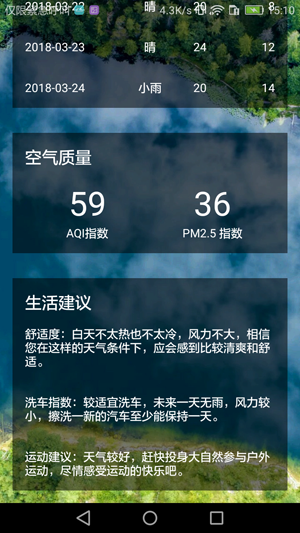 仅限紧急呼叫 4.3K/s 15:10
2018-03-22 晴 20 8
2018-03-23 晴 24 12
2018-03-24 小雨 20 14
空气质量
59 36
AQI指数 PM2.5 指数
生活建议
舒适度：白天不太热也不太冷，风力不大，相信
您在这样的天气条件下，应会感到比较清爽和舒
适。
洗车指数：较适宜洗车，未来一天无雨，风力较
小，擦洗一新的汽车至少能保持一天。
运动建议：天气较好，赶快投身大自然参与户外
运动，尽情感受运动的快乐吧。